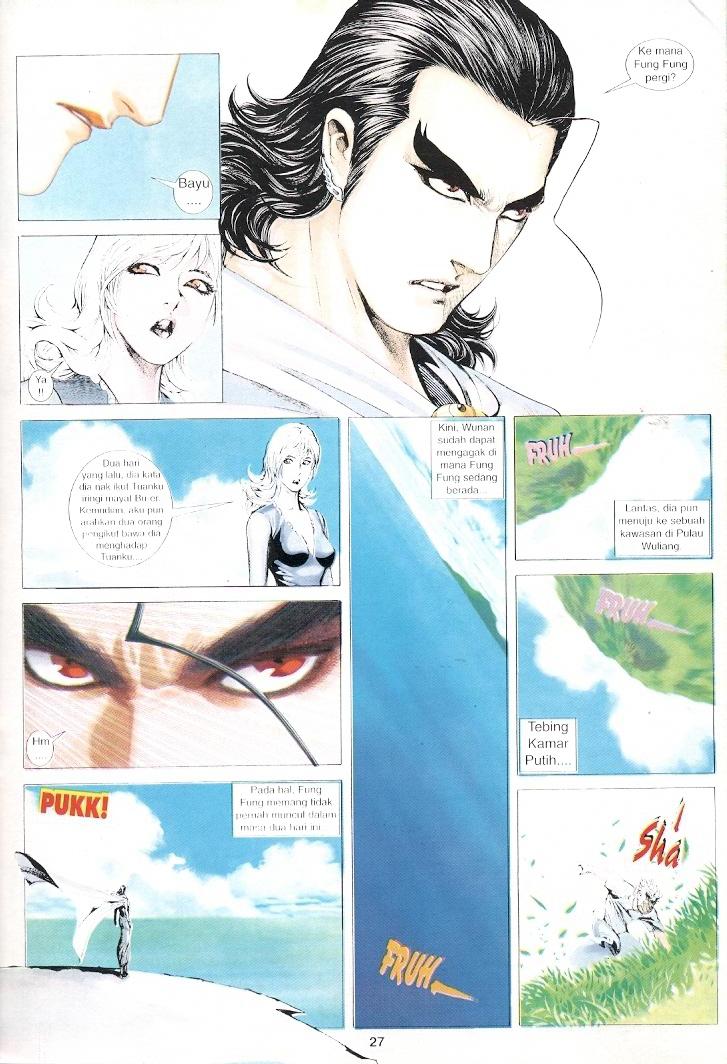 Bayu
....
Ke mana
Fung Fung
pergi?
Ya
!!
Dua hari
yang lalu, dia kata
dia nak ikut Tuanku
iringi mayat Bu-er.
Kemudian, aku pun
arahkan dua orang
pengikut bawa dia
menghadap
Tuanku....
Hm
....
PUKK!
Pada hal, Fung
Fung memang tidak
pernah muncul dalam
masa dua hari ini...
Kini, Wunan
sudah dapat
mengagak di
mana Fung
Fung sedang
berada...
FRUH
FRUH
Lantas, dia pun
menuju ke sebuah
kawasan di Pulau
Wuliang.
FRUH
Tebing
Kamar
Putih....
Sha!
27